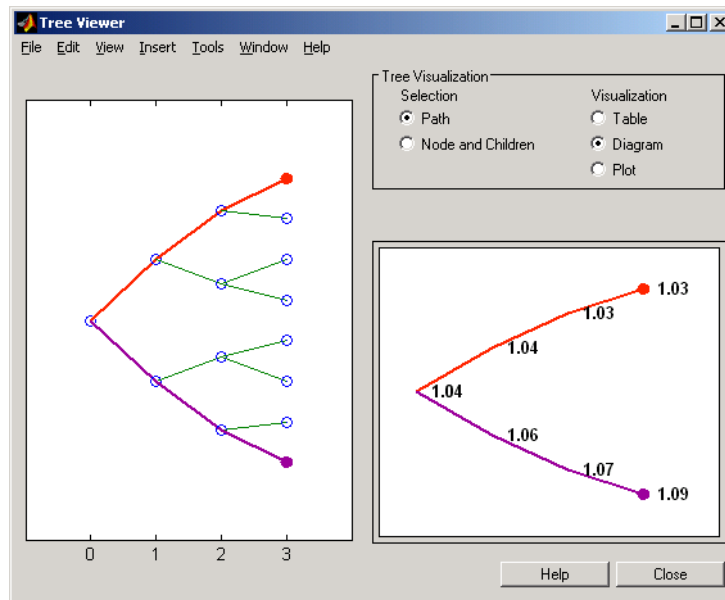 Tree Viewer
File Edit View Insert Tools Window Help
Tree Visualization
Selection Visualization
Path Table
Node and Children Diagram
Plot
1.03
1.03
1.04
1.04
1.06
1.07
1.09
0 1 2 3
Help Close